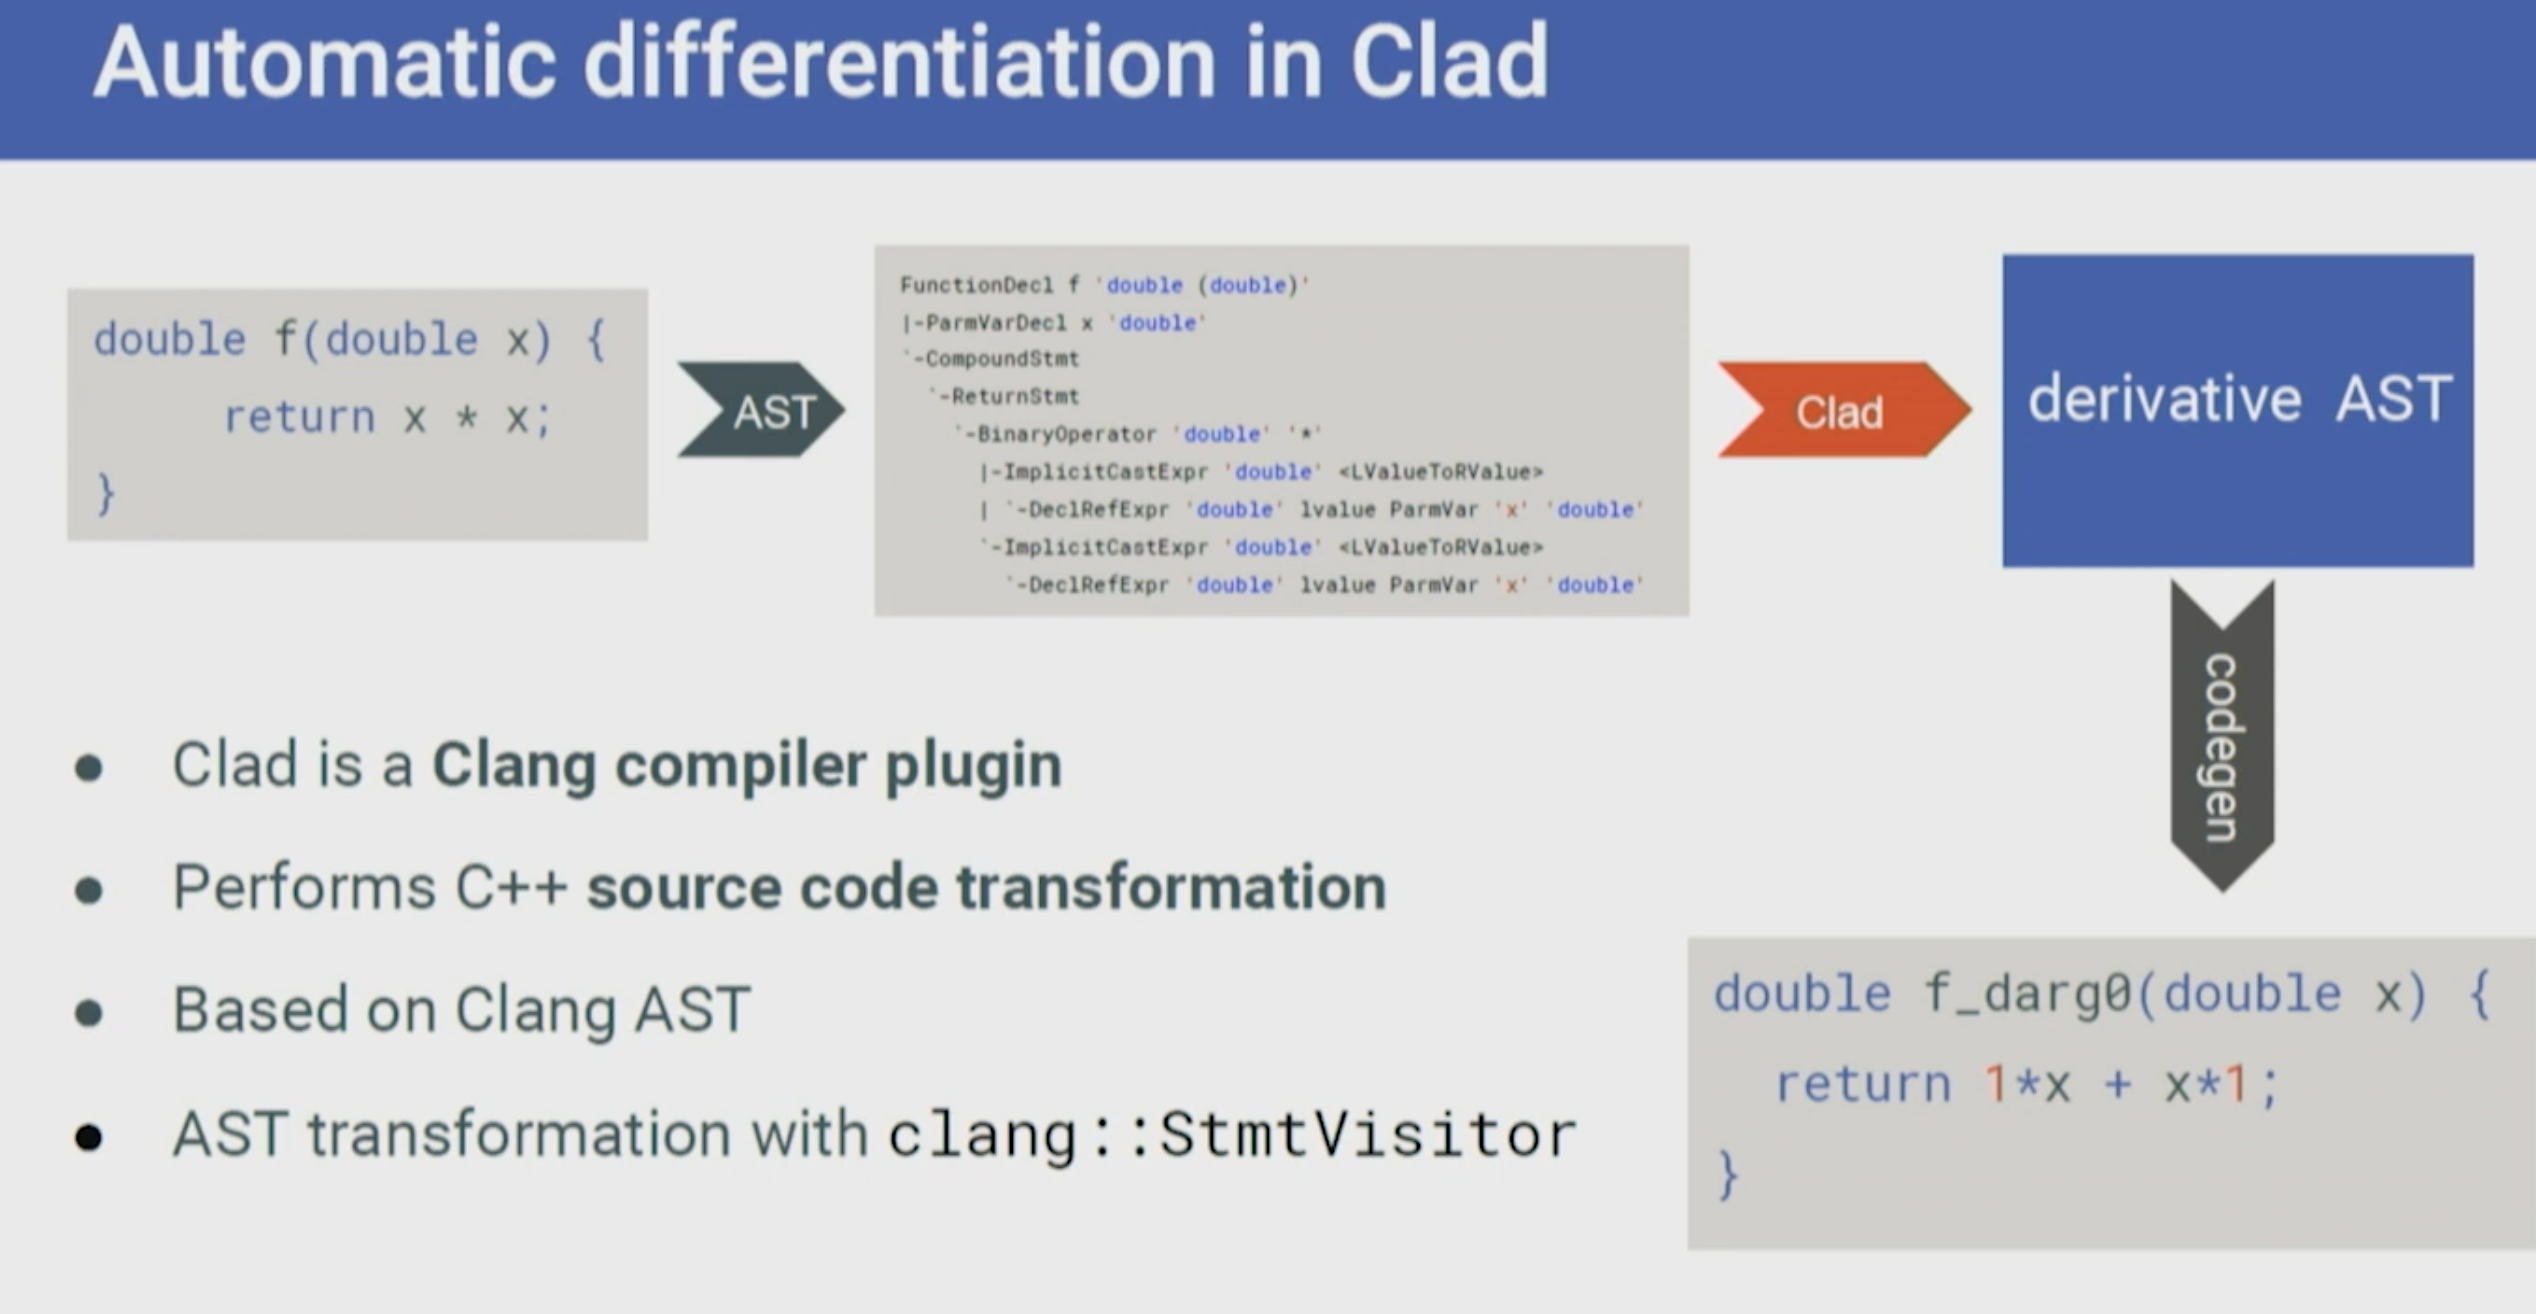 Automatic differentiation in Clad
double f(double x) {
return x * x;
}
AST
FunctionDecl f 'double (double)'
|-ParmVarDecl x 'double'
`-CompoundStmt
`-ReturnStmt
`-BinaryOperator 'double' '*'
|-ImplicitCastExpr 'double' <LValueToRValue>
| `-DeclRefExpr 'double' lvalue ParmVar 'x' 'double'
`-ImplicitCastExpr 'double' <LValueToRValue>
`-DeclRefExpr 'double' lvalue ParmVar 'x' 'double'
Clad
derivative AST
codegen
● Clad is a Clang compiler plugin
● Performs C++ source code transformation
● Based on Clang AST
● AST transformation with clang::StmtVisitor
double f_darg0(double x) {
return 1*x + x*1;
}